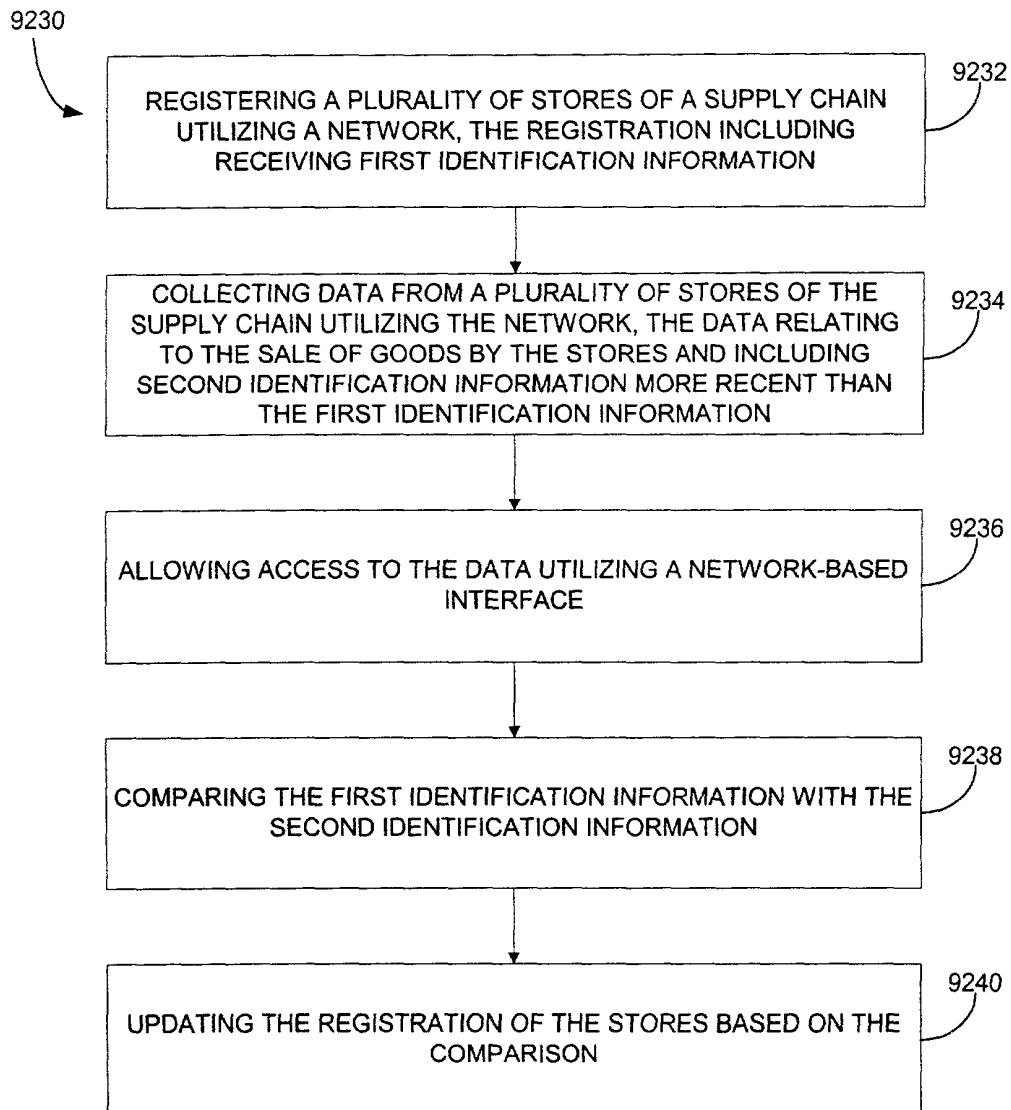 9230
9232
REGISTERING A PLURALITY OF STORES OF A SUPPLY CHAIN
UTILIZING A NETWORK, THE REGISTRATION INCLUDING
RECEIVING FIRST IDENTIFICATION INFORMATION
9234
COLLECTING DATA FROM A PLURALITY OF STORES OF THE
SUPPLY CHAIN UTILIZING THE NETWORK, THE DATA RELATING
TO THE SALE OF GOODS BY THE STORES AND INCLUDING
SECOND IDENTIFICATION INFORMATION MORE RECENT THAN
THE FIRST IDENTIFICATION INFORMATION
9236
ALLOWING ACCESS TO THE DATA UTILIZING A NETWORK-BASED
INTERFACE
9238
COMPARING THE FIRST IDENTIFICATION INFORMATION WITH THE
SECOND IDENTIFICATION INFORMATION
9240
UPDATING THE REGISTRATION OF THE STORES BASED ON THE
COMPARISON